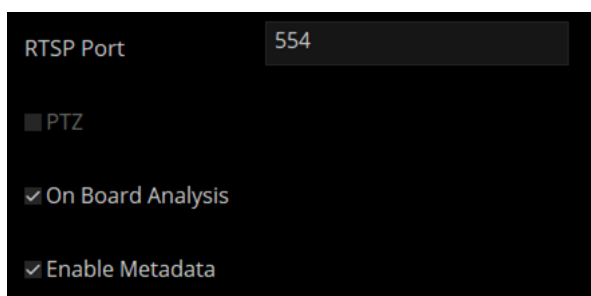 RTSP Port 554
PTZ
On Board Analysis
Enable Metadata